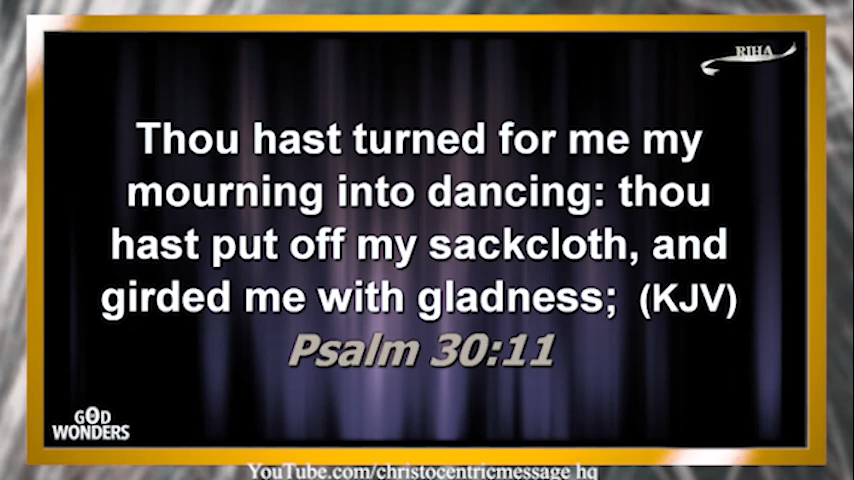 RIHA
Thou hast turned for me my
mourning into dancing: thou
hast put off my sackcloth, and
girded me with gladness; (KJV)
Psalm 30:11
GOD
WONDERS
YouTube.com/christocentricmessage hq